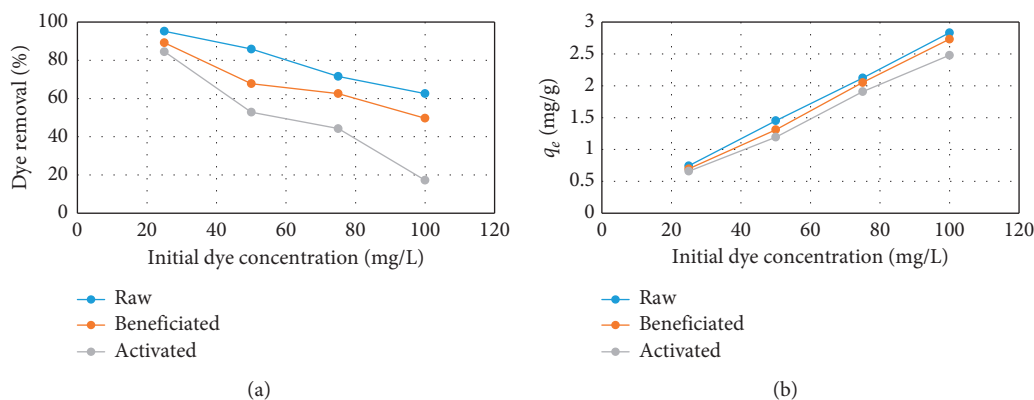 100
80
60
40
20
0
Dye removal (%)
0 20 40 60 80 100 120
Initial dye concentration (mg/L)
Raw
Beneficiated
Activated
(a)
3
2.5
2
1.5
1
0.5
0
qe (mg/g)
0 20 40 60 80 100 120
Initial dye concentration (mg/L)
Raw
Beneficiated
Activated
(b)